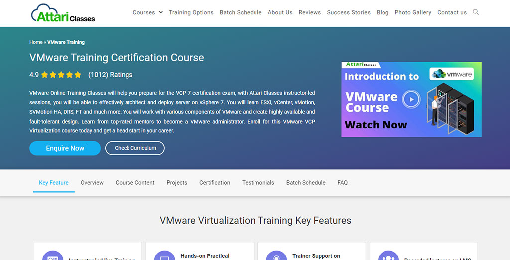 Attari Classes
Courses Training Options Batch Schedule About Us Reviews Success Stories Blog Photo Gallery Contact us
Home » VMware Training
VMware Training Certification Course
4.9 (1012) Ratings
VMware Online Training Classes will help you prepare for the VCP 7 certification exam, with Attari Classes instructor-led
sessions, you will be able to effectively architect and deploy server on vSphere 7. You will learn ESXi, vCenter, vMotion,
SVMotion HA, DRS, FT and much more. You will work with various components of VMware and create highly available and
fault-tolerant design. Learn from top-rated mentors to become a VMware administrator. Enroll for this VMware VCP
Virtualization course today and get a head start in your career.
Enquire Now Check Curriculum
vmware
Introduction to
VMware
Course
Watch Now
Key Feature Overview Course Content Projects Certification Testimonials Batch Schedule FAQ
VMware Virtualization Training Key Features
Hands-on Practical Trainer Support on